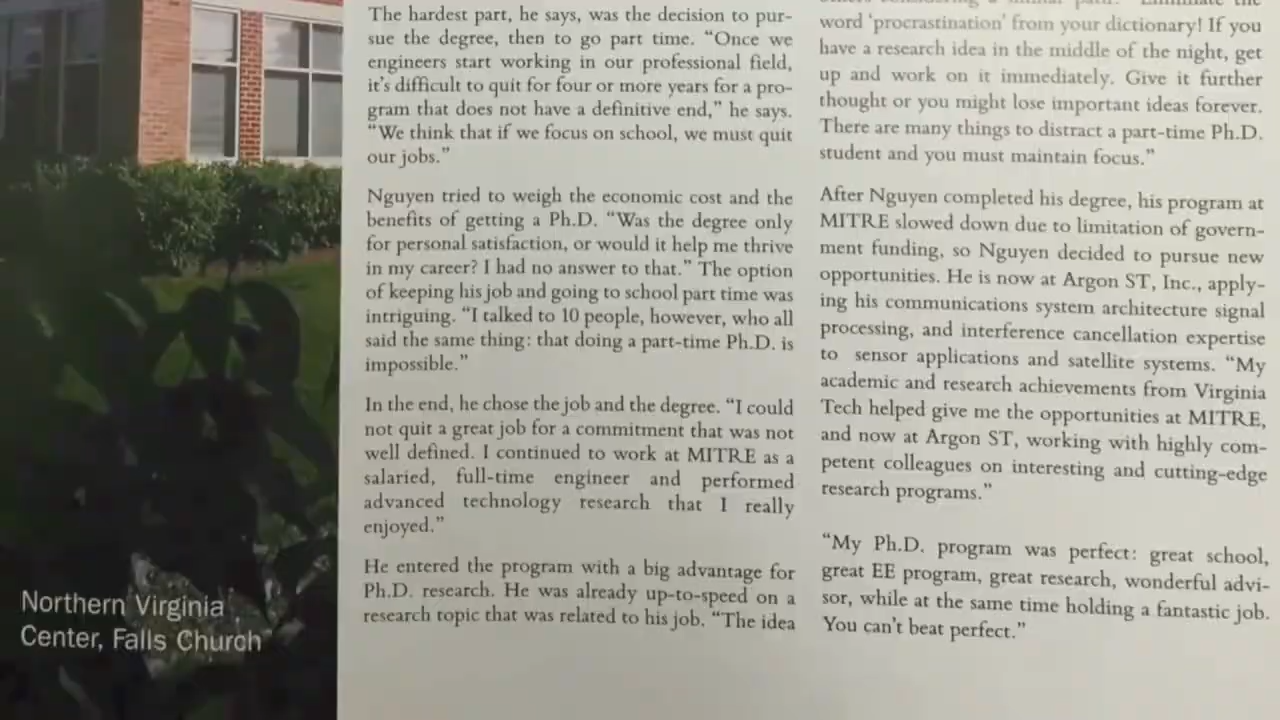 The hardest part, he says, was the decision to pur-
sue the degree, then to go part time. “Once we
engineers start working in our professional field,
it’s difficult to quit for four or more years for a pro-
gram that does not have a definitive end,” he says.
“We think that if we focus on school, we must quit
our jobs.”
Nguyen tried to weigh the economic cost and the
benefits of getting a Ph.D. “Was the degree only
for personal satisfaction, or would it help me thrive
in my career? I had no answer to that.” The option
of keeping his job and going to school part time was
intriguing. “I talked to 10 people, however, who all
said the same thing: that doing a part-time Ph.D. is
impossible.”
In the end, he chose the job and the degree. “I could
not quit a great job for a commitment that was not
well defined. I continued to work at MITRE as a
salaried, full-time engineer and performed
advanced technology research that I really
enjoyed.”
He entered the program with a big advantage for
Ph.D. research. He was already up-to-speed on a
research topic that was related to his job. “The idea
word ‘procrastination’ from your dictionary! If you
have a research idea in the middle of the night, get
up and work on it immediately. Give it further
thought or you might lose important ideas forever.
There are many things to distract a part-time Ph.D.
student and you must maintain focus.”
After Nguyen completed his degree, his program at
MITRE slowed down due to limitation of govern-
ment funding, so Nguyen decided to pursue new
opportunities. He is now at Argon ST, Inc., apply-
ing his communications system architecture signal
processing, and interference cancellation expertise
to sensor applications and satellite systems. “My
academic and research achievements from Virginia
Tech helped give me the opportunities at MITRE,
and now at Argon ST, working with highly com-
petent colleagues on interesting and cutting-edge
research programs.”
“My Ph.D. program was perfect: great school,
great EE program, great research, wonderful advi-
sor, while at the same time holding a fantastic job.
You can’t beat perfect.”
Northern Virginia
Center, Falls Church